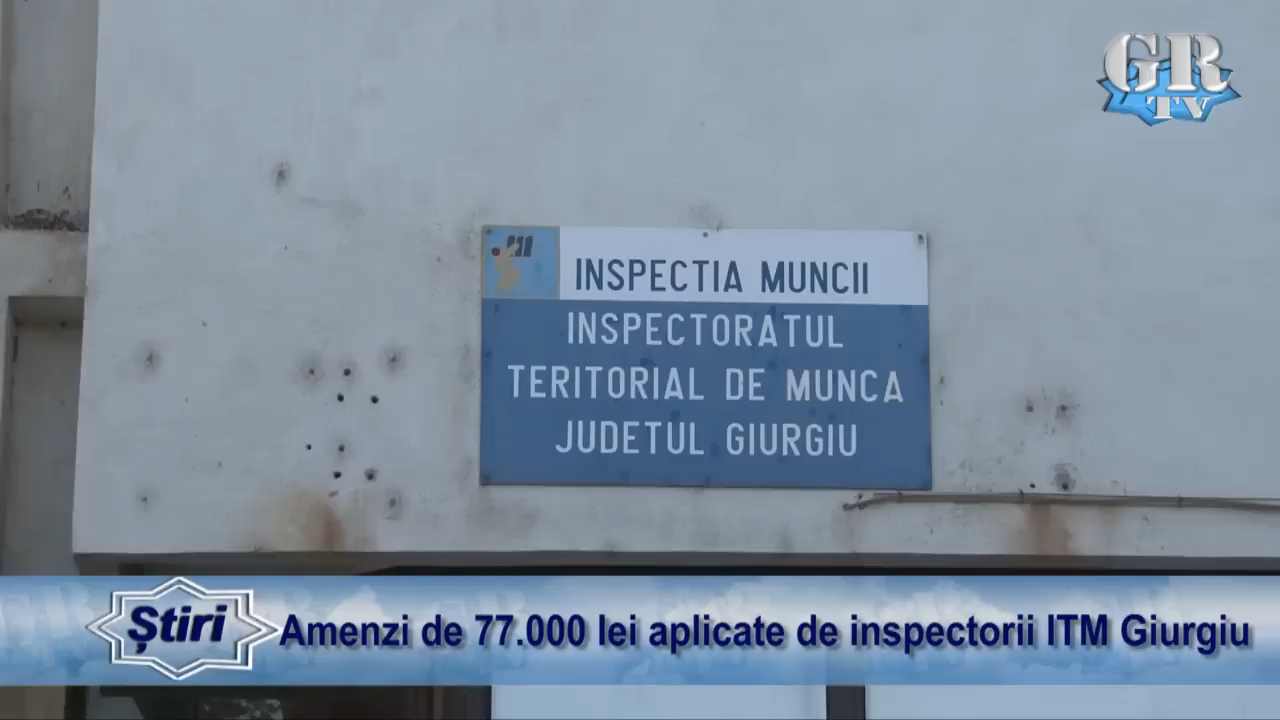 GR
TV
INSPECTIA MUNCII
INSPECTORATUL
TERITORIAL DE MUNCA
JUDETUL GIURGIU
Știri
Amenzi de 77.000 lei aplicate de inspectorii ITM Giurgiu